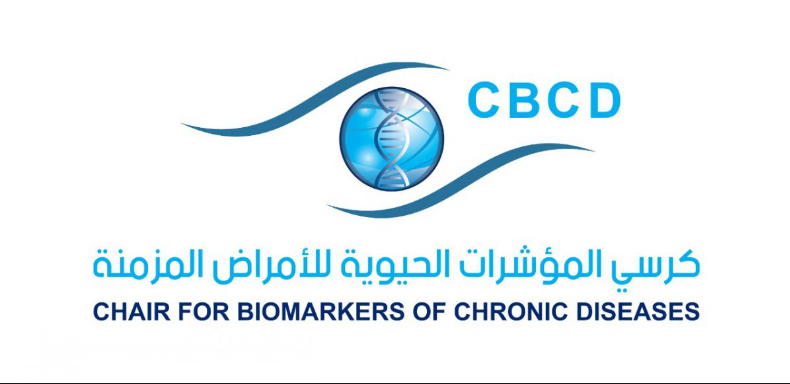 CBCD
كرسي المؤشرات الحيوية للأمراض المزمنة
CHAIR FOR BIOMARKERS OF CHRONIC DISEASES